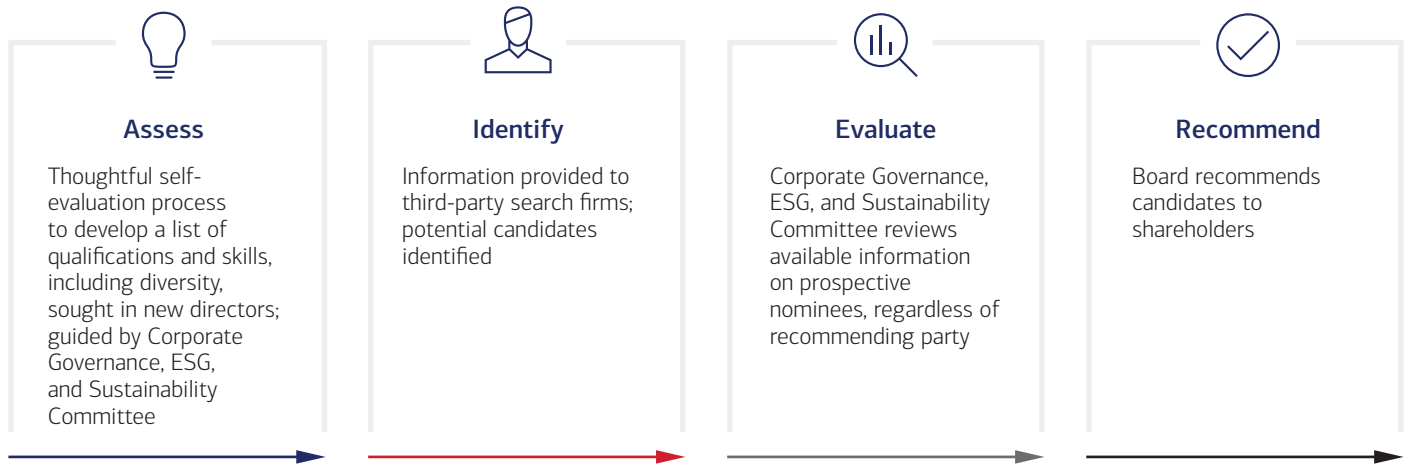 Assess
Thoughtful self-
evaluation process
to develop a list of
qualifications and skills,
including diversity,
sought in new directors;
guided by Corporate
Governance, ESG,
and Sustainability
Committee
Identify
Information provided to
third-party search firms;
potential candidates
identified
Evaluate
Corporate Governance,
ESG, and Sustainability
Committee reviews
available information
on prospective
nominees, regardless of
recommending party
Recommend
Board recommends
candidates to
shareholders